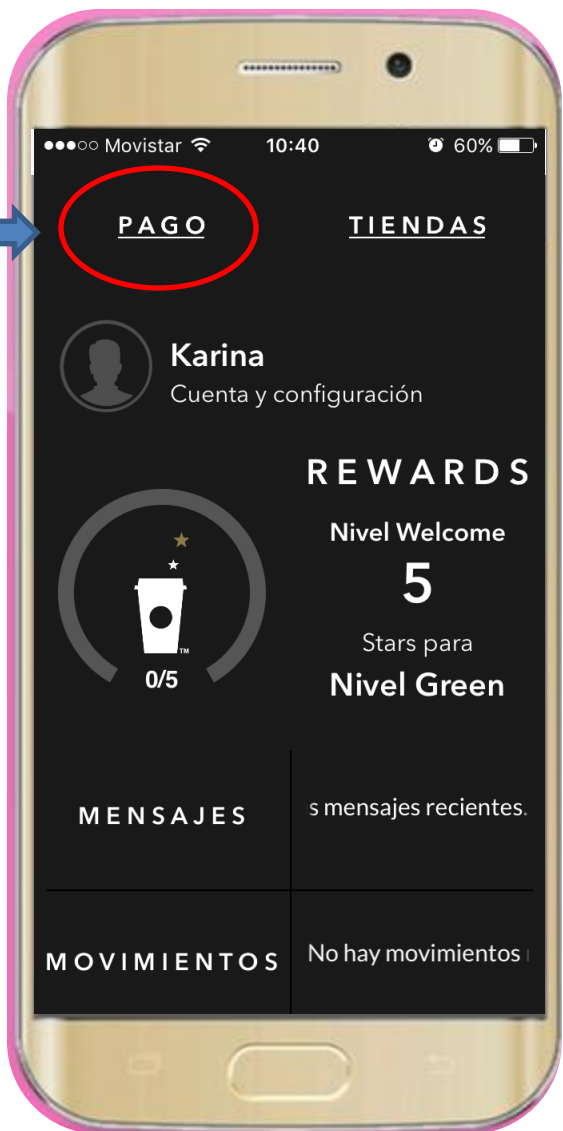 ●●●○○ Movistar 10:40 60%
PAGO TIENDAS
Karina
Cuenta y configuración
REWARDS
Nivel Welcome
5
Stars para
Nivel Green
TM
0/5
MENSAJES
s mensajes recientes.
MOVIMIENTOS
No hay movimientos